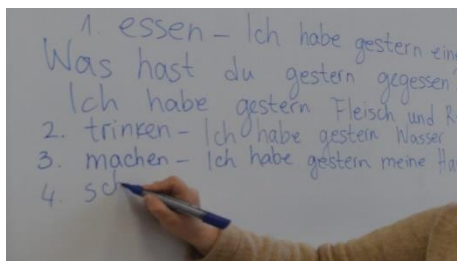 1. essen – Ich habe gestern
Was hast du gestern gegessen
Ich habe gestern Fleisch und
2. trinken – Ich habe gestern Wasser
3. machen – Ich habe gestern meine
4.